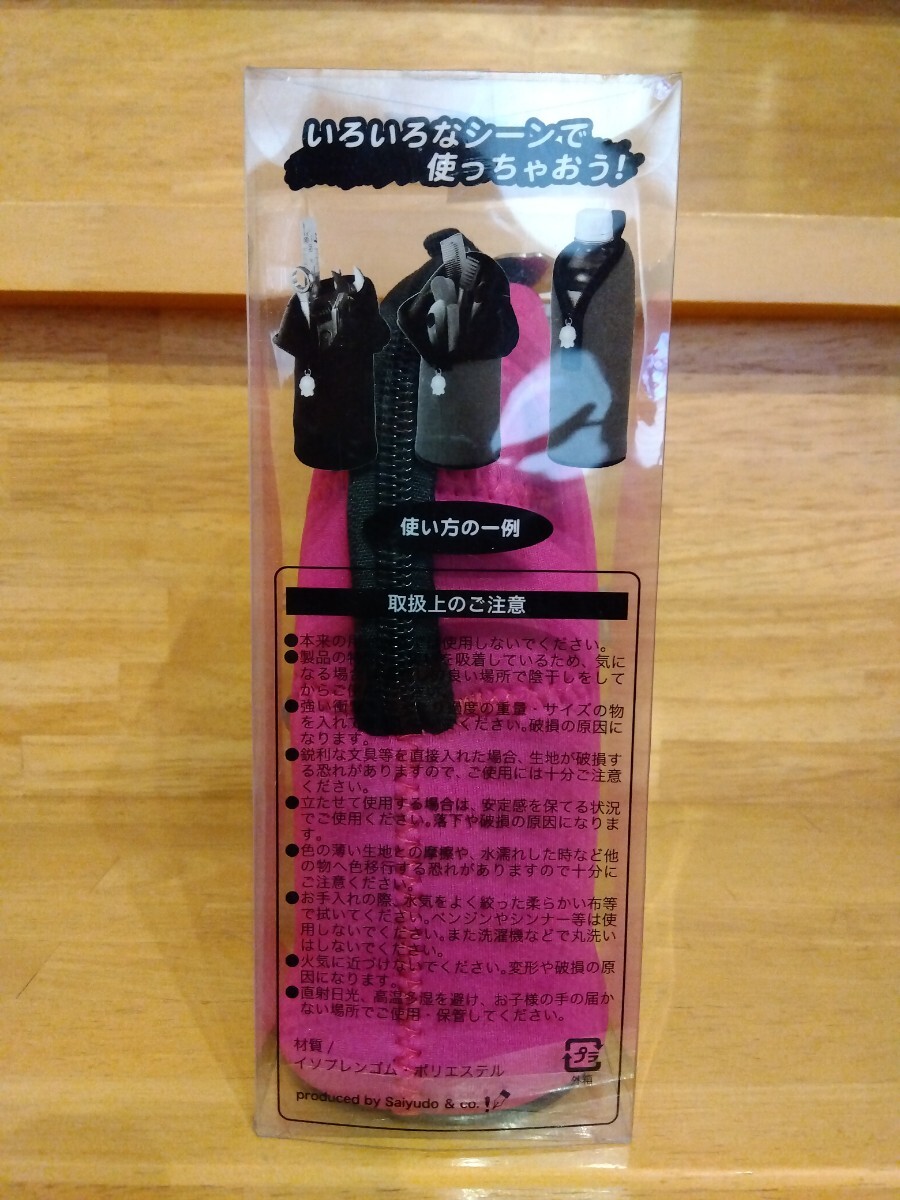 いろいろなシーンで
使っちゃおう!
使い方の一例
取扱上のご注意
●本来の用 使用しないでください。
●製品の特 を吸着しているため、気に
なる場合 良い場所で陰干しをして
からご使
●強い衝撃 過度の重量・サイズの物
を入れて ください。破損の原因に
なります。
●鋭利な文具等を直接入れた場合、生地が破損す
る恐れがありますので、ご使用には十分ご注意
ください。
●立たせて使用する場合は、安定感を保てる状況
でご使用ください。落下や破損の原因になりま
す。
●色の薄い生地との摩擦や、水濡れした時など他
の物へ色移行する恐れがありますので十分に
ご注意ください。
●お手入れの際、水気をよく絞った柔らかい布等
で拭いてください。ベンジンやシンナー等は使
用しないでください。また洗濯機などで丸洗い
はしないでください。
●火気に近づけないでください。変形や破損の原
因になります。
●直射日光、高温多湿を避け、お子様の手の届か
ない場所でご使用・保管してください。
材質/
イソプレンゴム・ポリエステル
プラ
外箱
produced by Saiyudo & co.